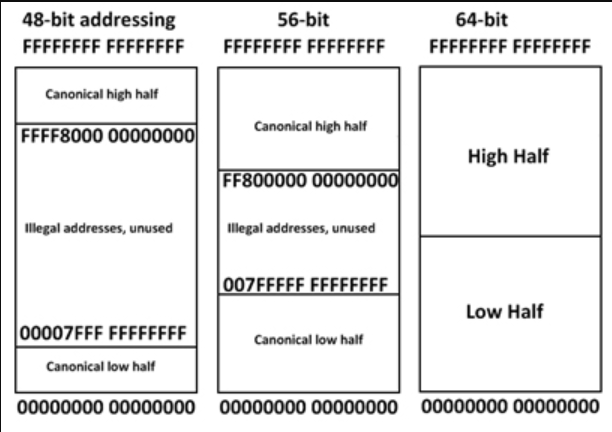 48-bit addressing
FFFFFFFF FFFFFFFF
Canonical high half
FFFF8000 00000000
Illegal addresses, unused
00007FFF FFFFFFFF
Canonical low half
00000000 00000000
56-bit
FFFFFFFF FFFFFFFF
Canonical high half
FF800000 00000000
Illegal addresses, unused
007FFFFF FFFFFFFF
Canonical low half
00000000 00000000
64-bit
FFFFFFFF FFFFFFFF
High Half
Low Half
00000000 00000000